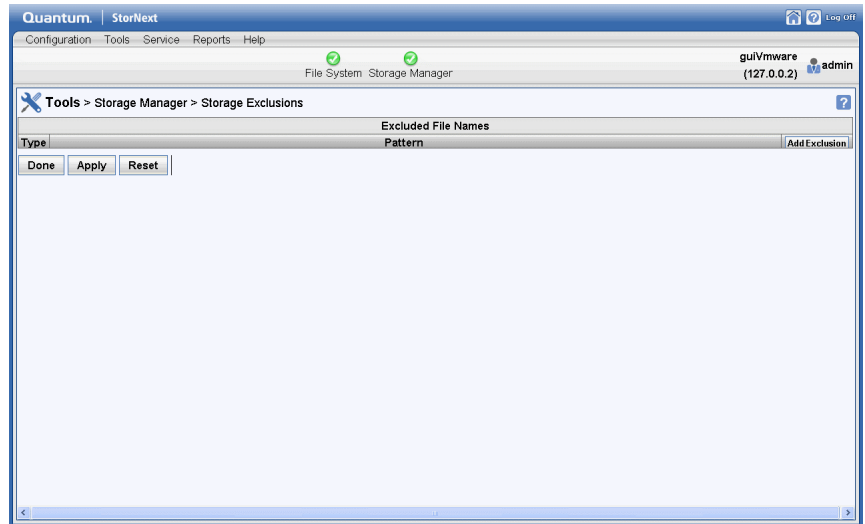 Quantum. StorNext Log Off
Configuration Tools Service Reports Help
File System Storage Manager
guiVmware
(127.0.0.2)
admin
Tools > Storage Manager > Storage Exclusions
Excluded File Names
Type Pattern Add Exclusion
Done Apply Reset